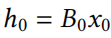 h₀ = B₀x₀